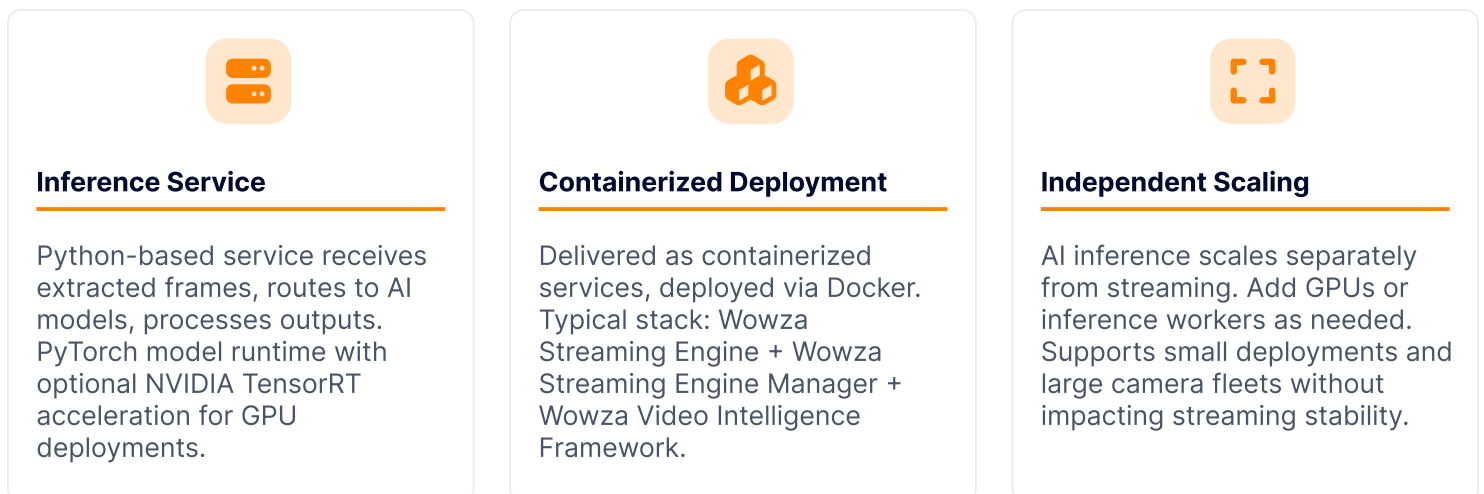 Inference Service
Python-based service receives
extracted frames, routes to AI
models, processes outputs.
PyTorch model runtime with
optional NVIDIA TensorRT
acceleration for GPU
deployments.
Containerized Deployment
Delivered as containerized
services, deployed via Docker.
Typical stack: Wowza
Streaming Engine + Wowza
Streaming Engine Manager +
Wowza Video Intelligence
Framework.
Independent Scaling
AI inference scales separately
from streaming. Add GPUs or
inference workers as needed.
Supports small deployments and
large camera fleets without
impacting streaming stability.